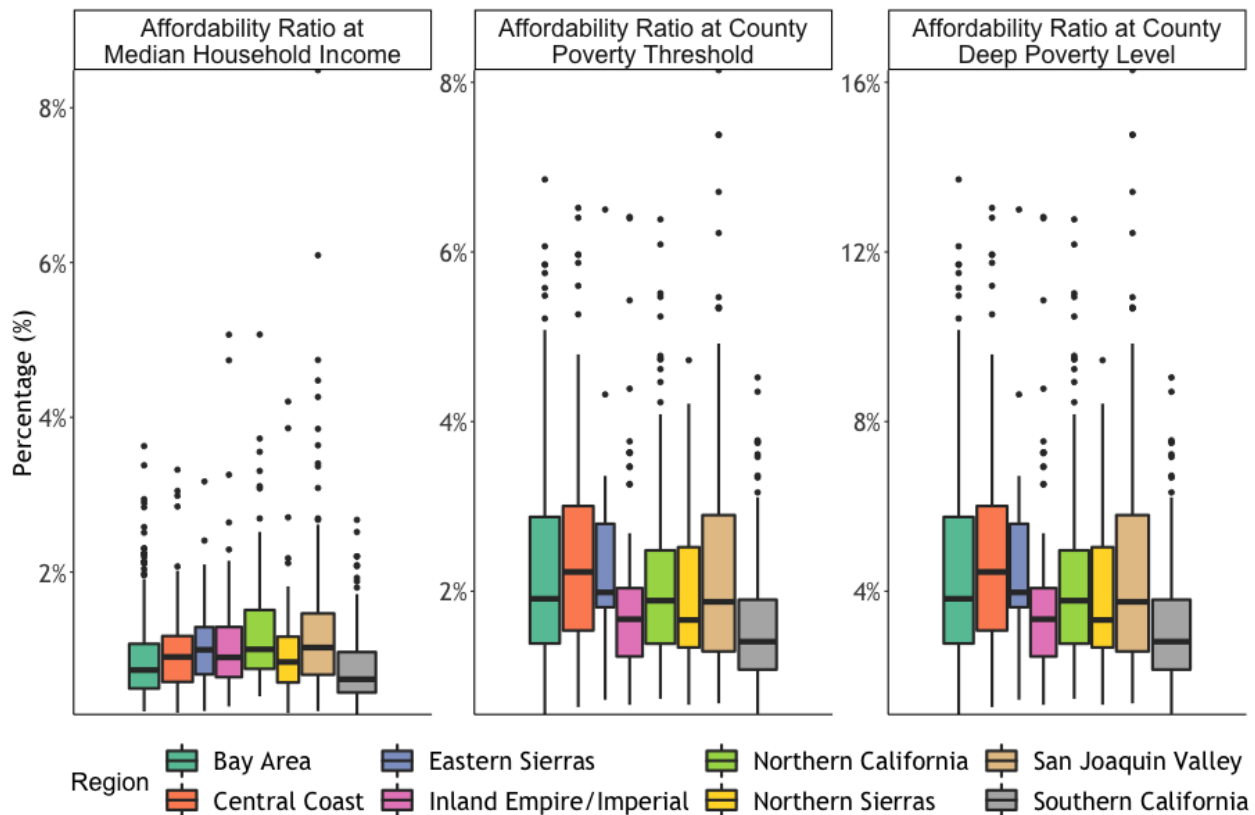 Affordability Ratio at
Median Household Income
Affordability Ratio at County
Poverty Threshold
Affordability Ratio at County
Deep Poverty Level
Percentage (%)
8%
6%
4%
2%
8%
6%
4%
2%
16%
12%
8%
4%
Region
Bay Area
Eastern Sierras
Northern California
San Joaquin Valley
Central Coast
Inland Empire/Imperial
Northern Sierras
Southern California